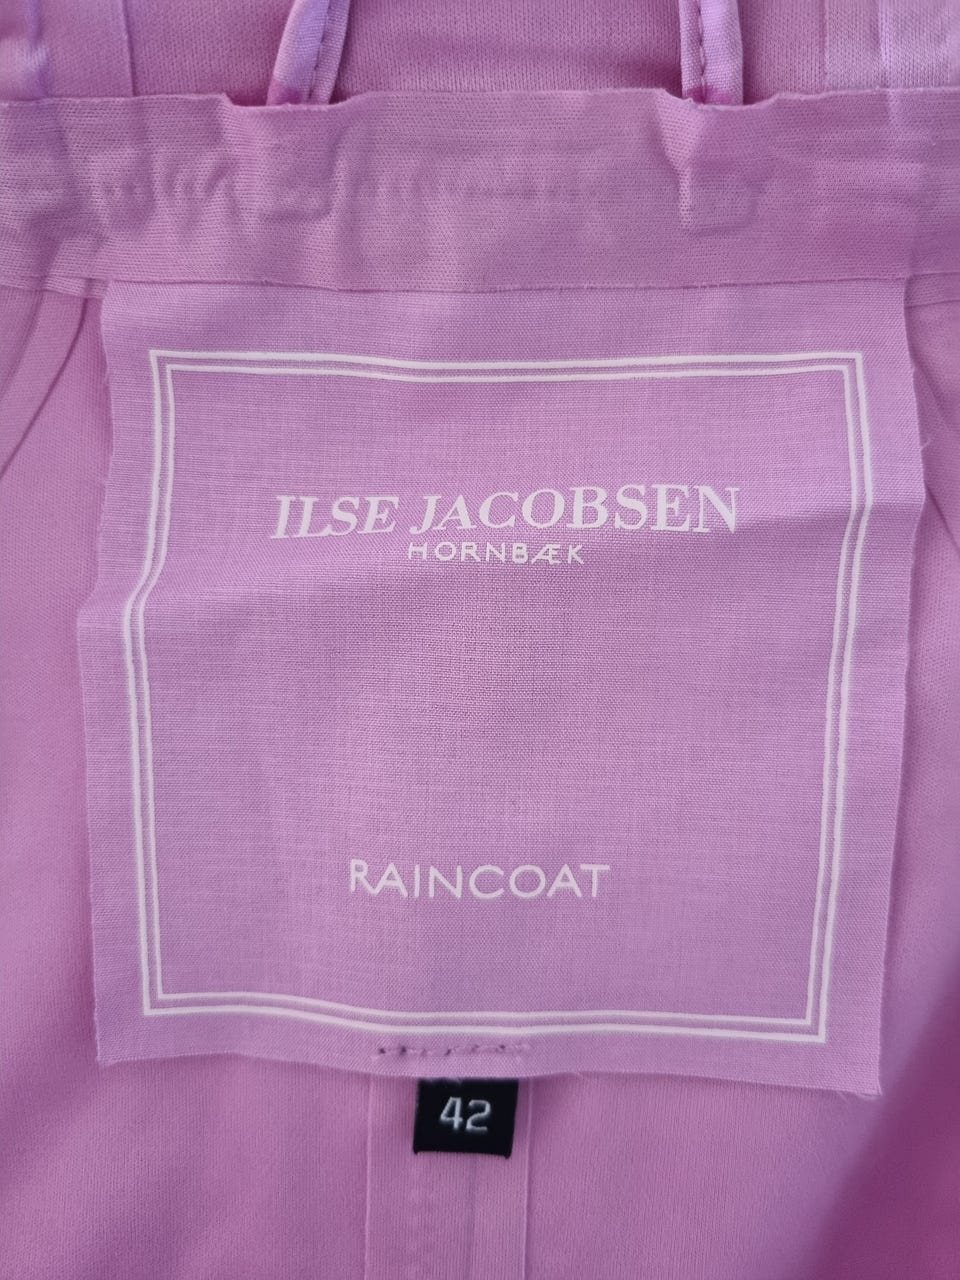 ILSE JACOBSEN
HORNBÆK
RAINCOAT
42